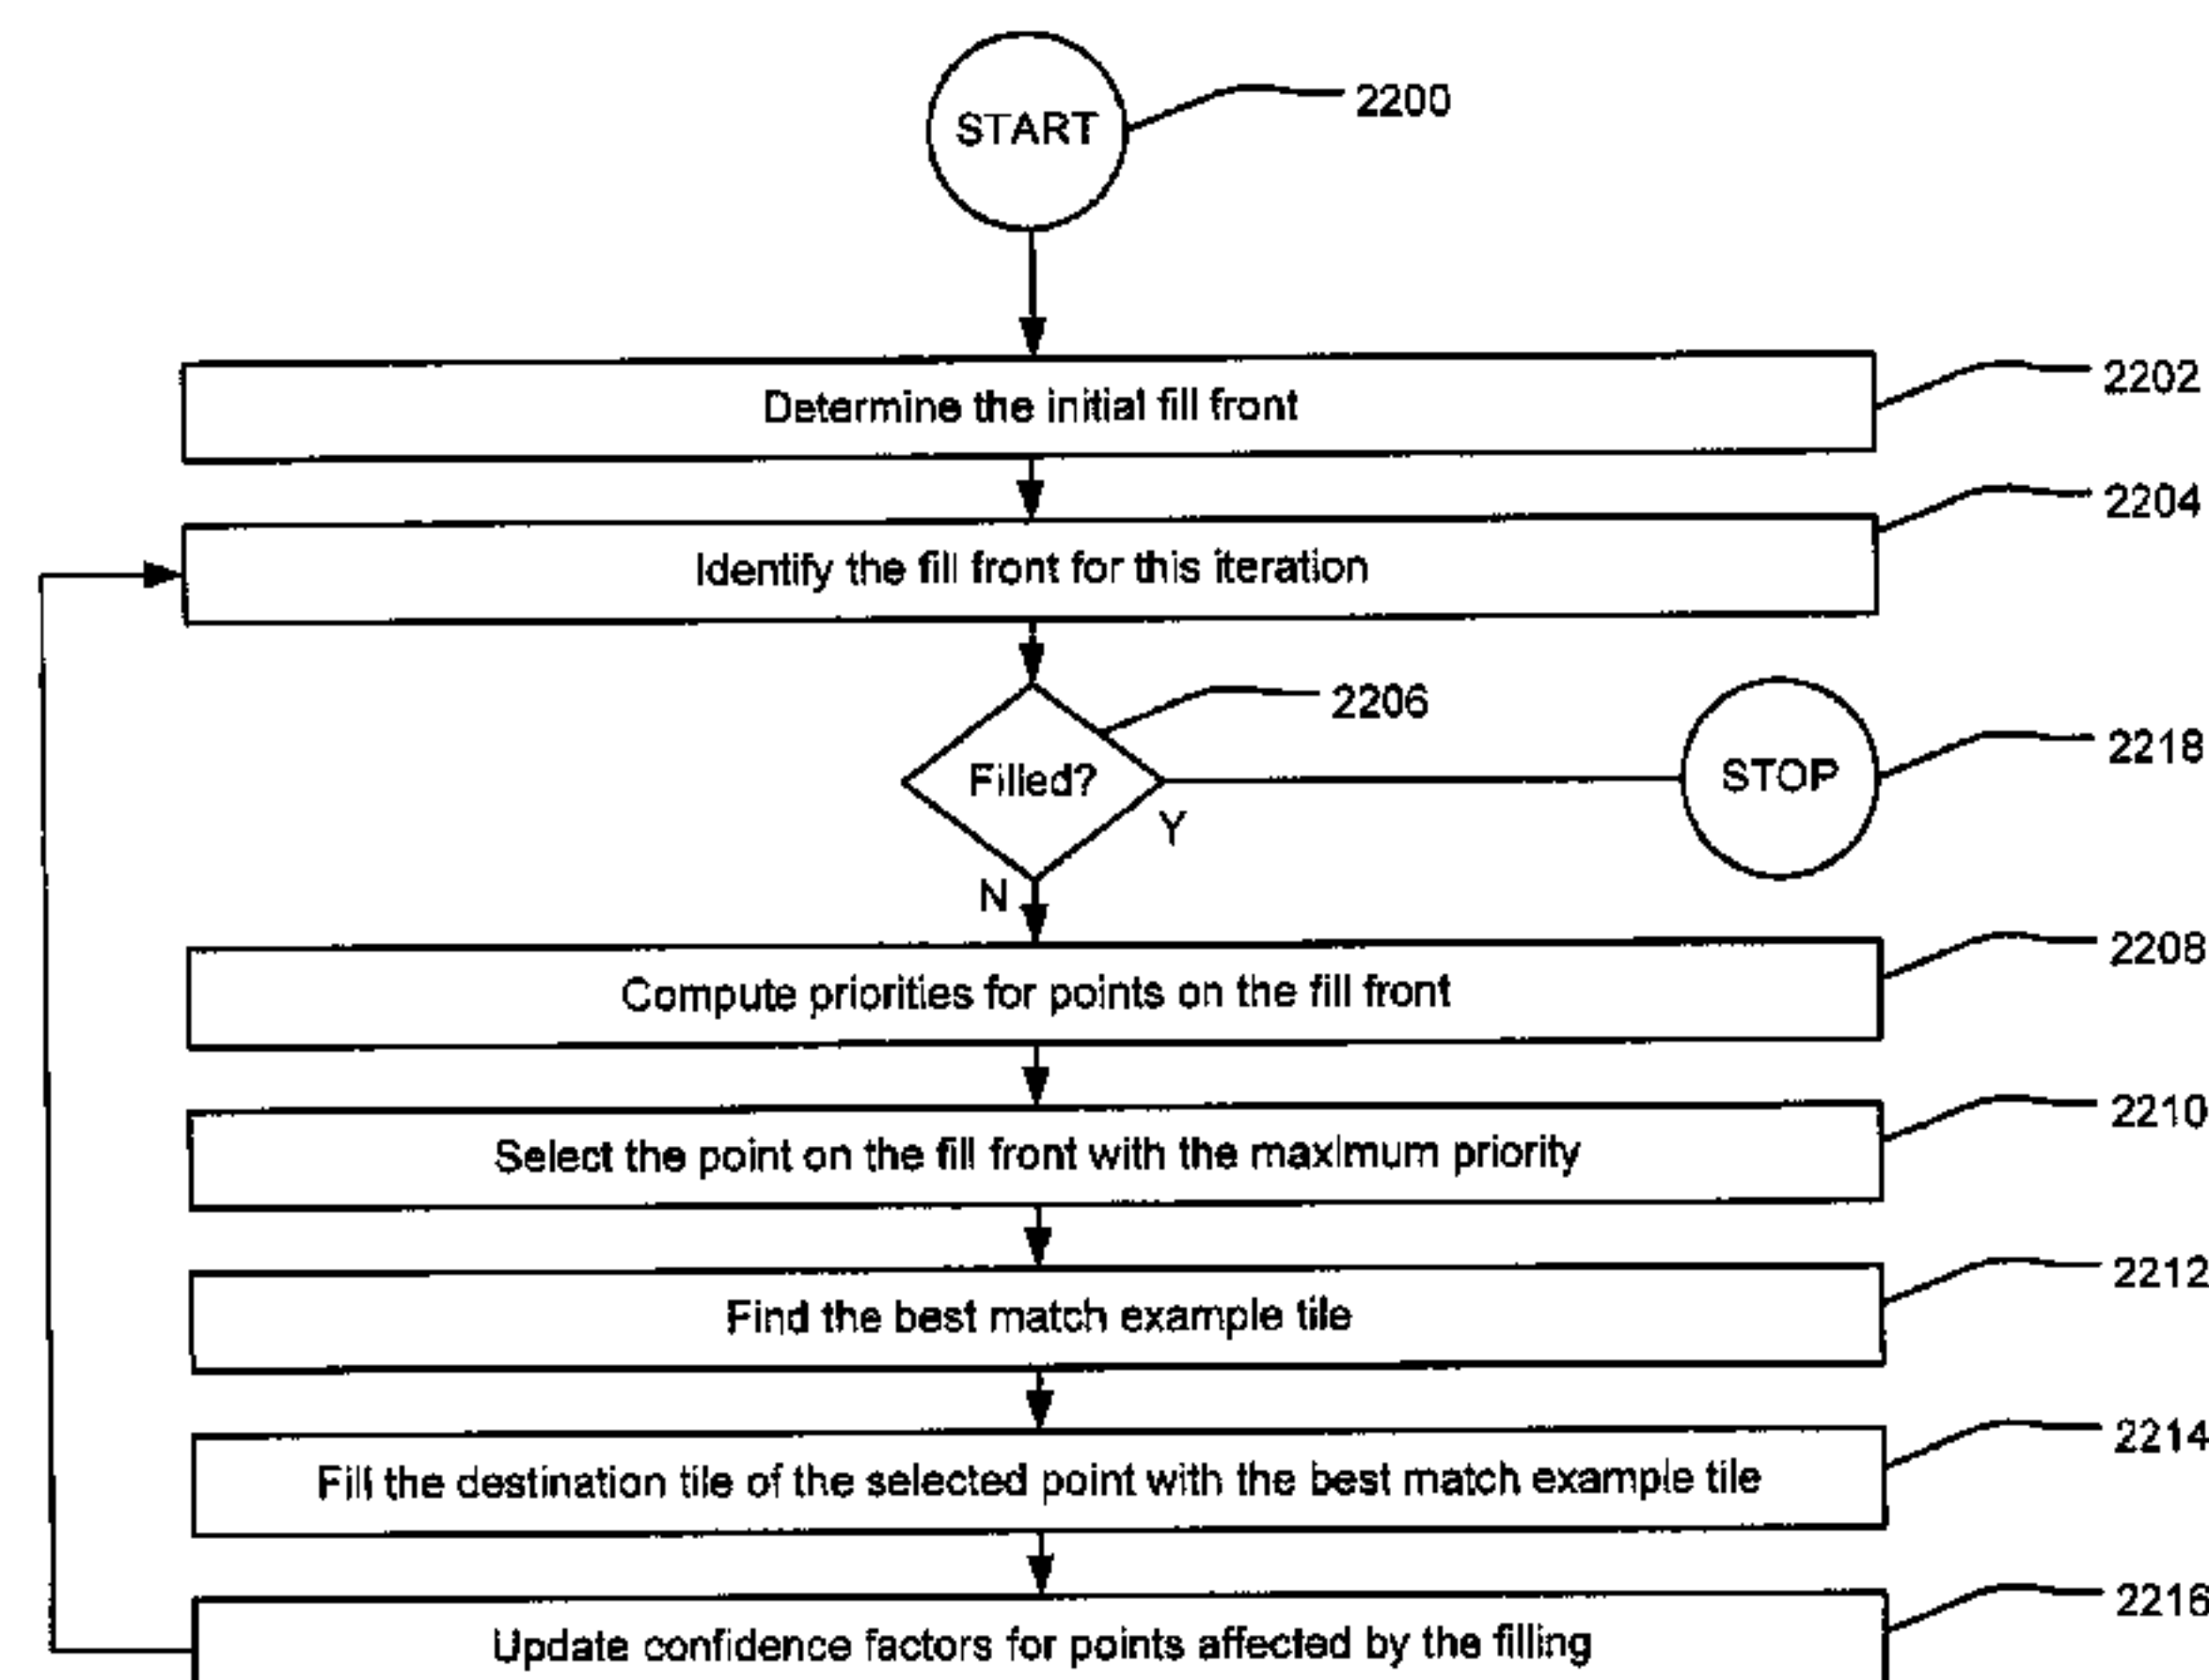 START
2200
Determine the initial fill front
2202
Identify the fill front for this iteration
2204
Filled?
2206
Y
N
STOP
2218
Compute priorities for points on the fill front
2208
Select the point on the fill front with the maximum priority
2210
Find the best match example tile
2212
Fill the destination tile of the selected point with the best match example tile
2214
Update confidence factors for points affected by the filling
2216